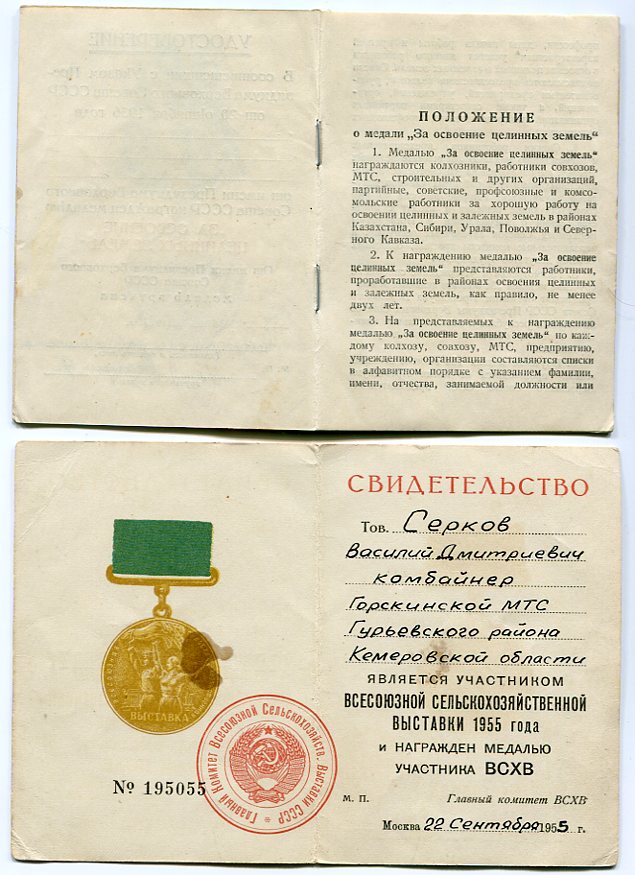 ПОЛОЖЕНИЕ
о медали „За освоение целинных земель“
1. Медалью „За освоение целинных земель“
награждаются колхозники, работники совхозов,
МТС, строительных и других организаций,
партийные, советские, профсоюзные и комсо-
мольские работники за хорошую работу на
освоении целинных и залежных земель в районах
Казахстана, Сибири, Урала, Поволжья и Север-
ного Кавказа.
2. К награждению медалью „За освоение
целинных земель“ представляются работники,
проработавшие в районах освоения целинных
и залежных земель, как правило, не менее
двух лет.
3. На представляемых к награждению
медалью „За освоение целинных земель“ по каж-
дому колхозу, совхозу, МТС, предприятию,
учреждению, организации составляются списки
в алфавитном порядке с указанием фамилии,
имени, отчества, занимаемой должности или
СВИДЕТЕЛЬСТВО
Тов. Серков
Василий Дмитриевич
комбайнер
Горскинской МТС
Гурьевского района
Кемеровской области
ЯВЛЯЕТСЯ УЧАСТНИКОМ
ВСЕСОЮЗНОЙ СЕЛЬСКОХОЗЯЙСТВЕННОЙ
ВЫСТАВКИ 1955 года
И НАГРАЖДЕН МЕДАЛЬЮ
УЧАСТНИКА ВСХВ
М. П. Главный комитет ВСХВ
Москва 22 Сентября 1955 г.
ВЫСТАВКА
№ 195055
Главный Комитет Всесоюзной Сельскохозяйств. Выставки СССР